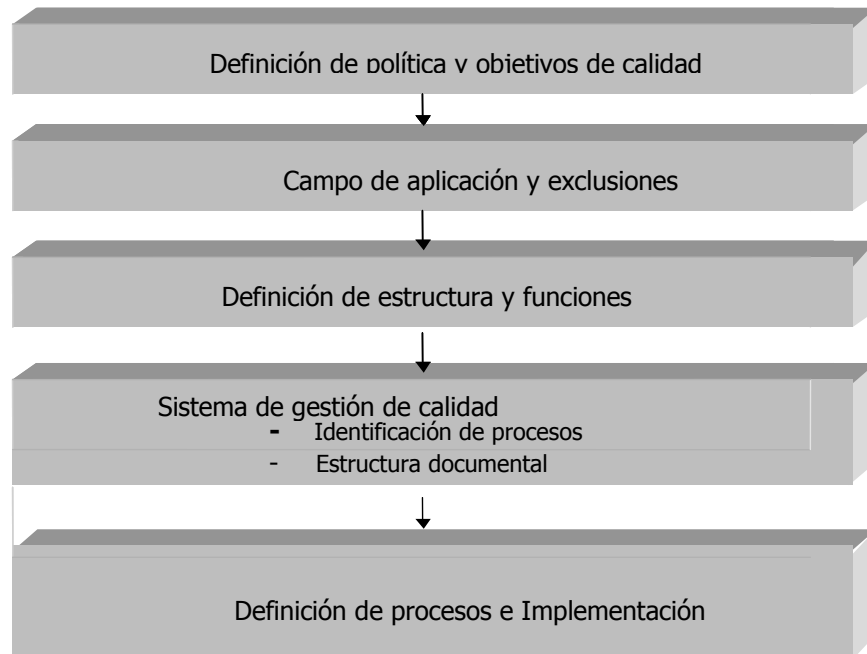 Definición de política y objetivos de calidad
Campo de aplicación y exclusiones
Definición de estructura y funciones
Sistema de gestión de calidad
- Identificación de procesos
- Estructura documental
Definición de procesos e Implementación